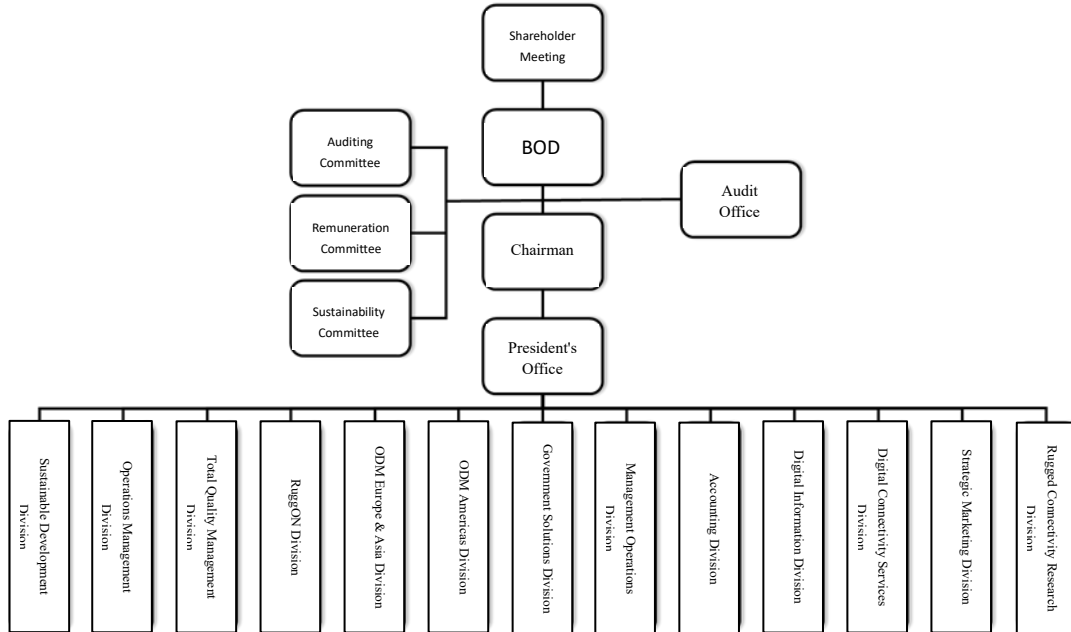 Shareholder
Meeting
BOD
Auditing
Committee
Audit
Office
Remuneration
Committee
Chairman
Sustainability
Committee
President's
Office
Sustainable Development
Division
Operations Management
Division
Total Quality Management
Division
RuggON Division
ODM Europe & Asia Division
ODM Americas Division
Government Solutions Division
Management Operations
Division
Accounting Division
Digital Information Division
Digital Connectivity Services
Division
Strategic Marketing Division
Rugged Connectivity Research
Division